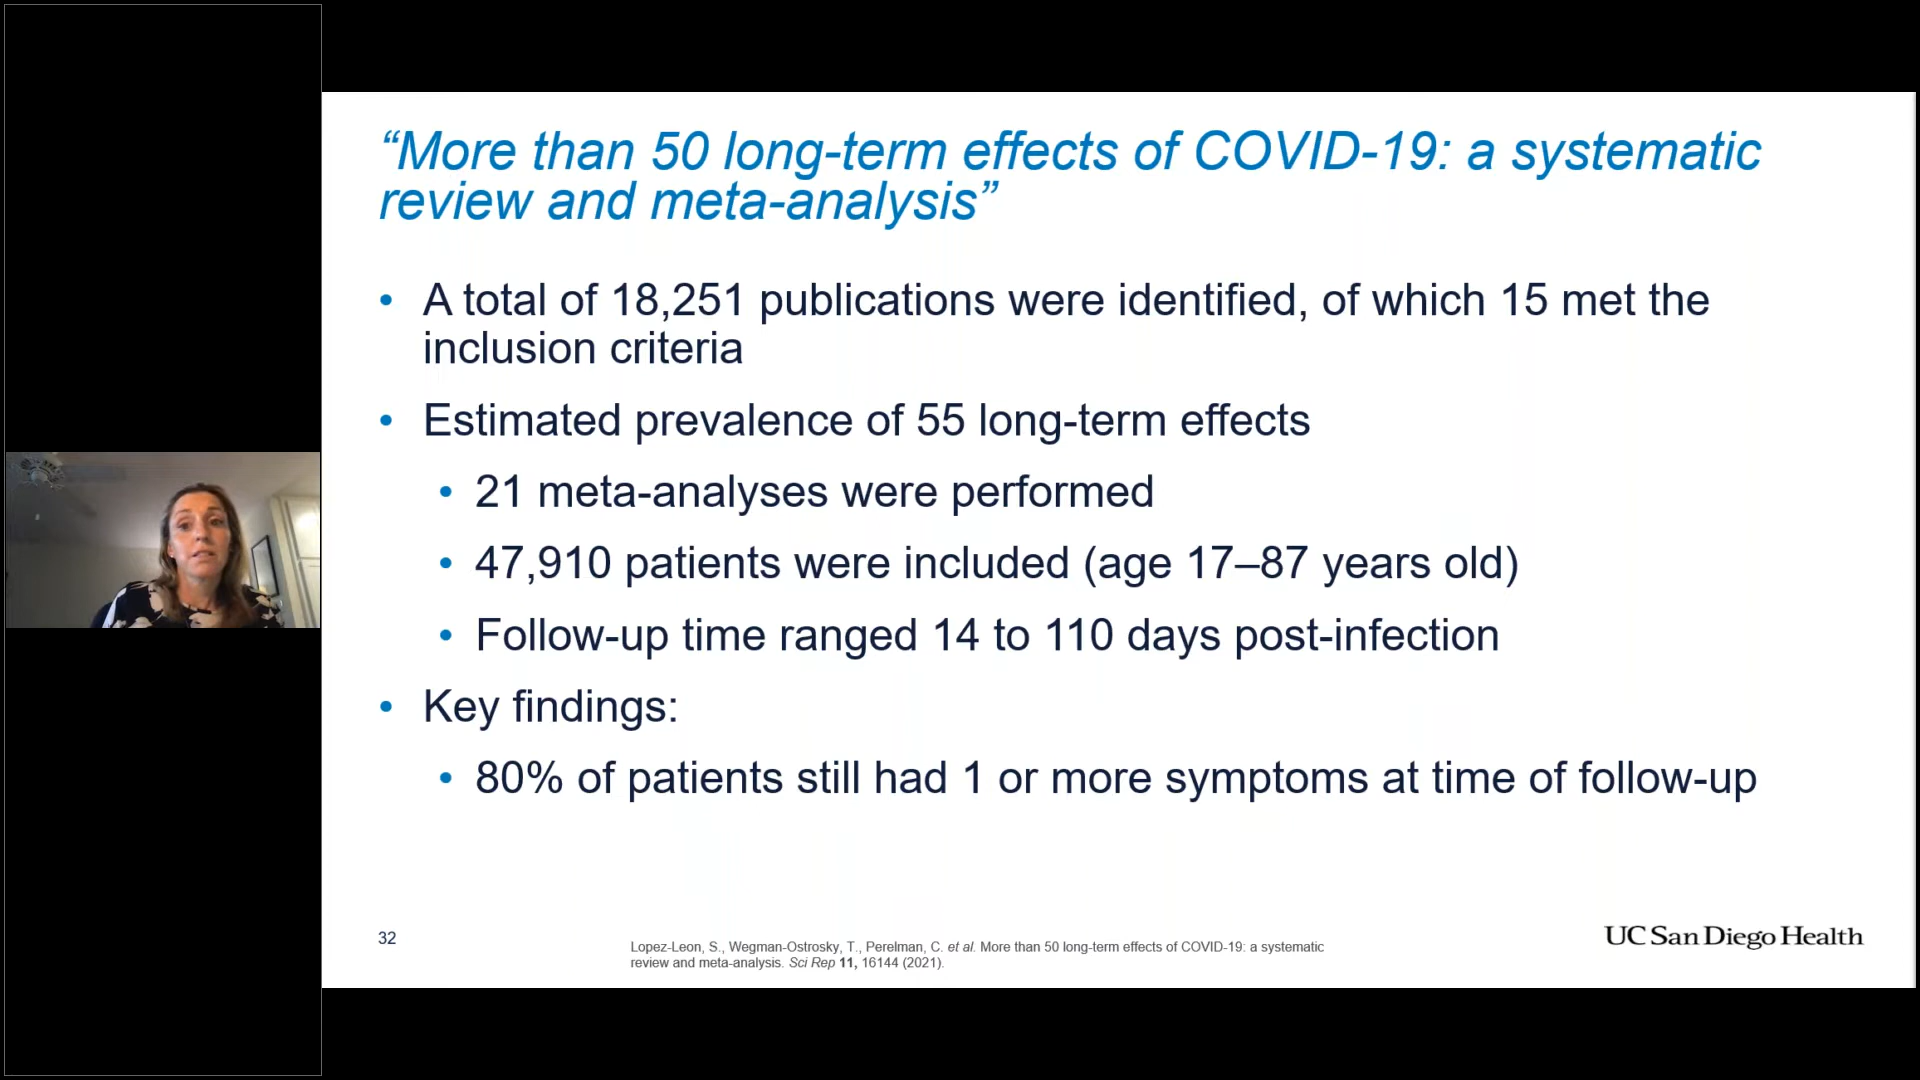 “More than 50 long-term effects of COVID-19: a systematic
review and meta-analysis”
• A total of 18,251 publications were identified, of which 15 met the
inclusion criteria
• Estimated prevalence of 55 long-term effects
• 21 meta-analyses were performed
• 47,910 patients were included (age 17–87 years old)
• Follow-up time ranged 14 to 110 days post-infection
• Key findings:
• 80% of patients still had 1 or more symptoms at time of follow-up
32
Lopez-Leon, S., Wegman-Ostrosky, T., Perelman, C. et al. More than 50 long-term effects of COVID-19: a systematic
review and meta-analysis. Sci Rep 11, 16144 (2021).
UC San Diego Health